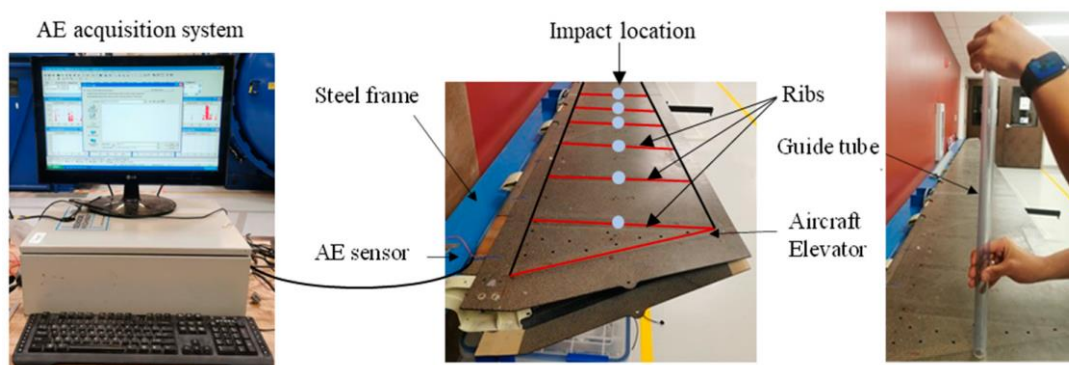 AE acquisition system
Impact location
Steel frame
Ribs
Guide tube
AE sensor
Aircraft
Elevator